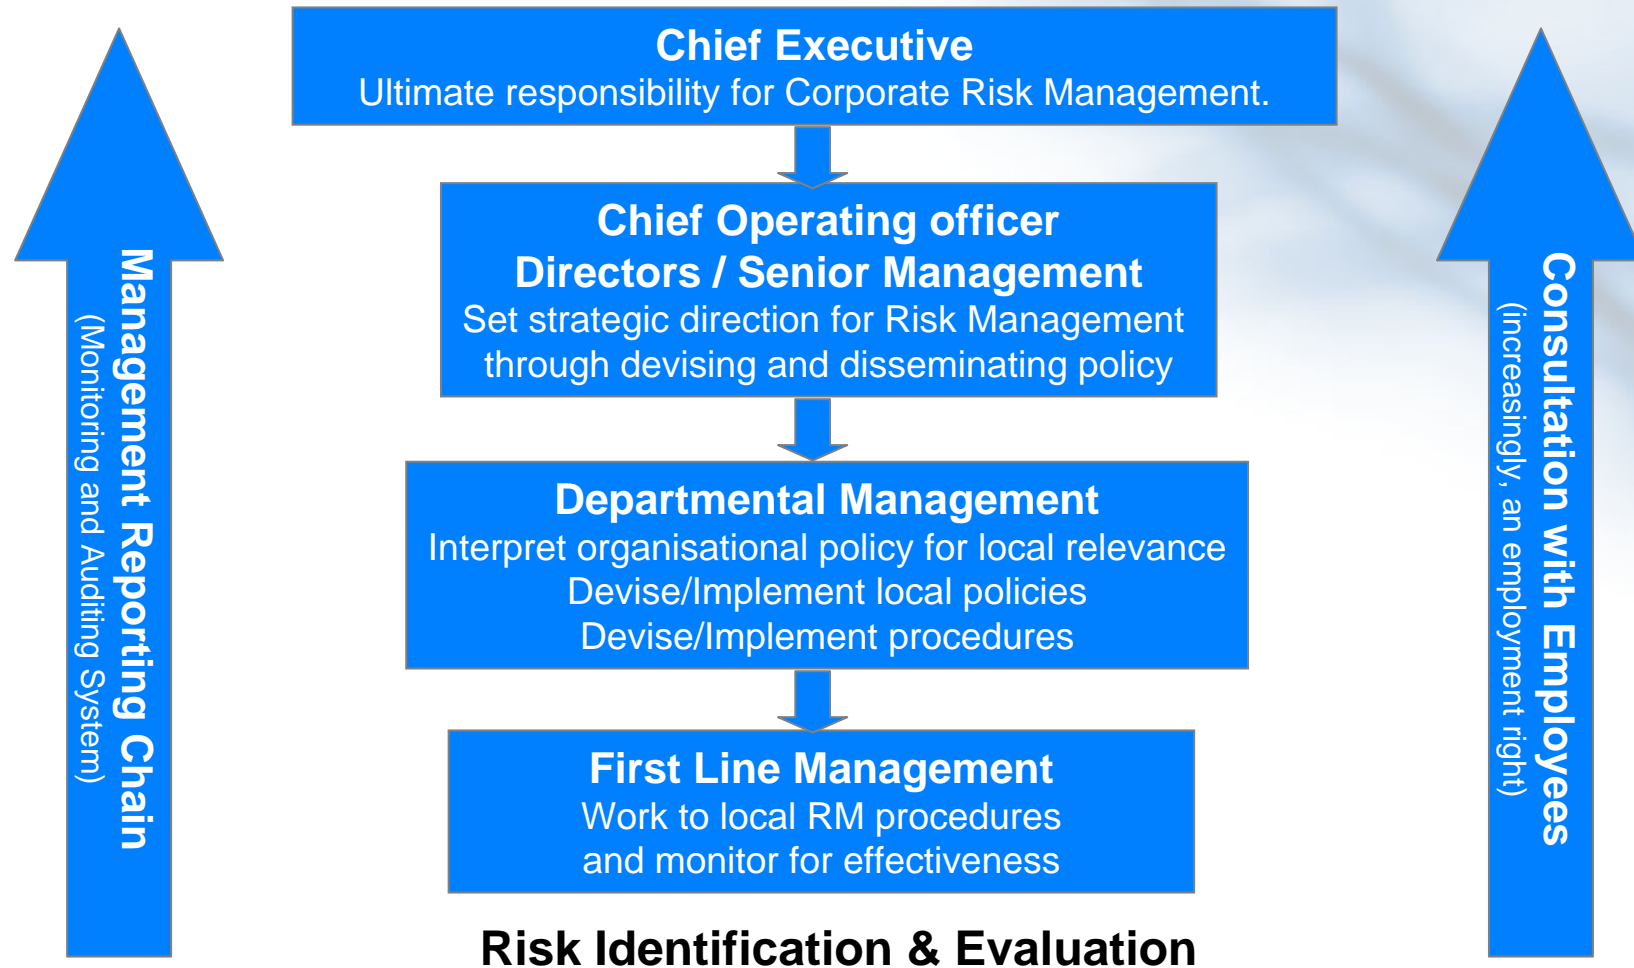 Chief Executive
Ultimate responsibility for Corporate Risk Management.
Chief Operating officer
Directors / Senior Management
Set strategic direction for Risk Management
through devising and disseminating policy
Departmental Management
Interpret organisational policy for local relevance
Devise/Implement local policies
Devise/Implement procedures
First Line Management
Work to local RM procedures
and monitor for effectiveness
Risk Identification & Evaluation
Management Reporting Chain
(Monitoring and Auditing System)
Consultation with Employees
(increasingly, an employment right)